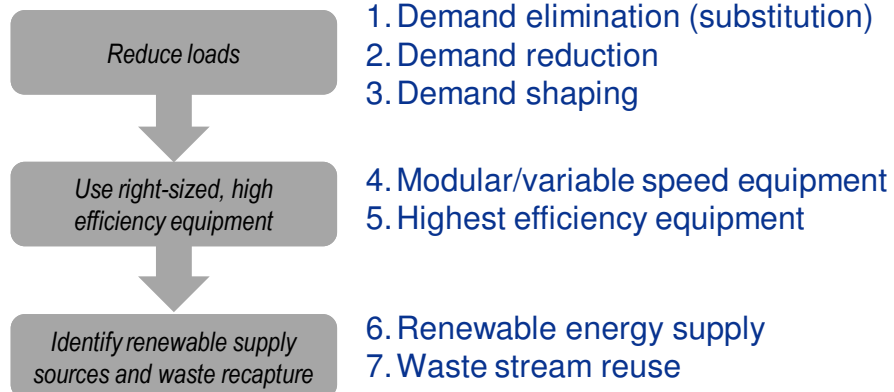 Reduce loads
1. Demand elimination (substitution)
2. Demand reduction
3. Demand shaping
Use right-sized, high
efficiency equipment
4. Modular/variable speed equipment
5. Highest efficiency equipment
Identify renewable supply
sources and waste recapture
6. Renewable energy supply
7. Waste stream reuse